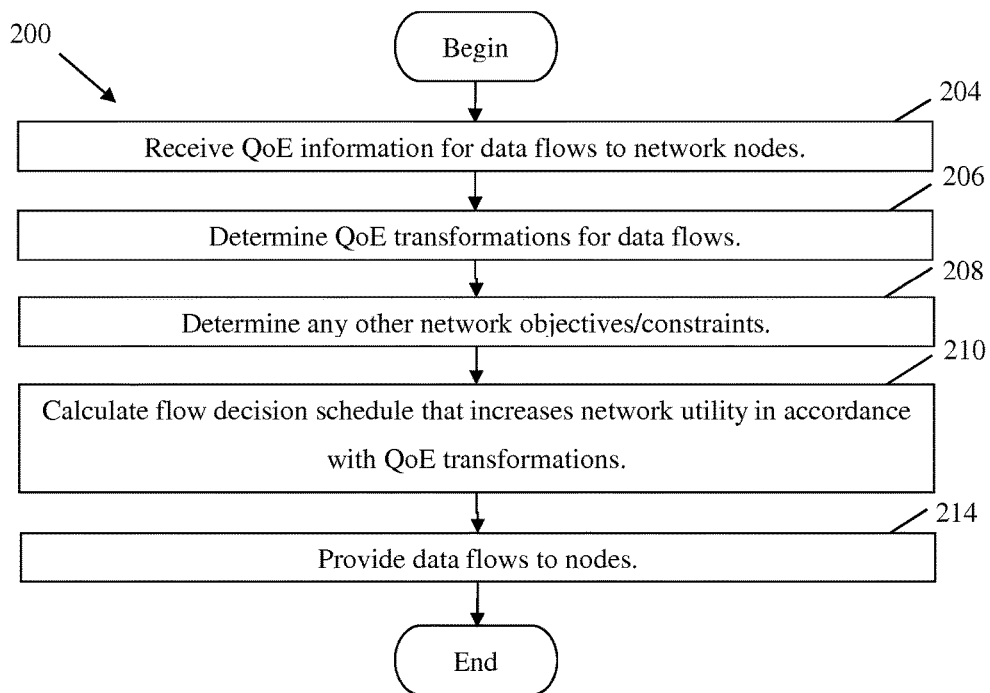 200
Begin
204
Receive QoE information for data flows to network nodes.
206
Determine QoE transformations for data flows.
208
Determine any other network objectives/constraints.
210
Calculate flow decision schedule that increases network utility in accordance
with QoE transformations.
214
Provide data flows to nodes.
End